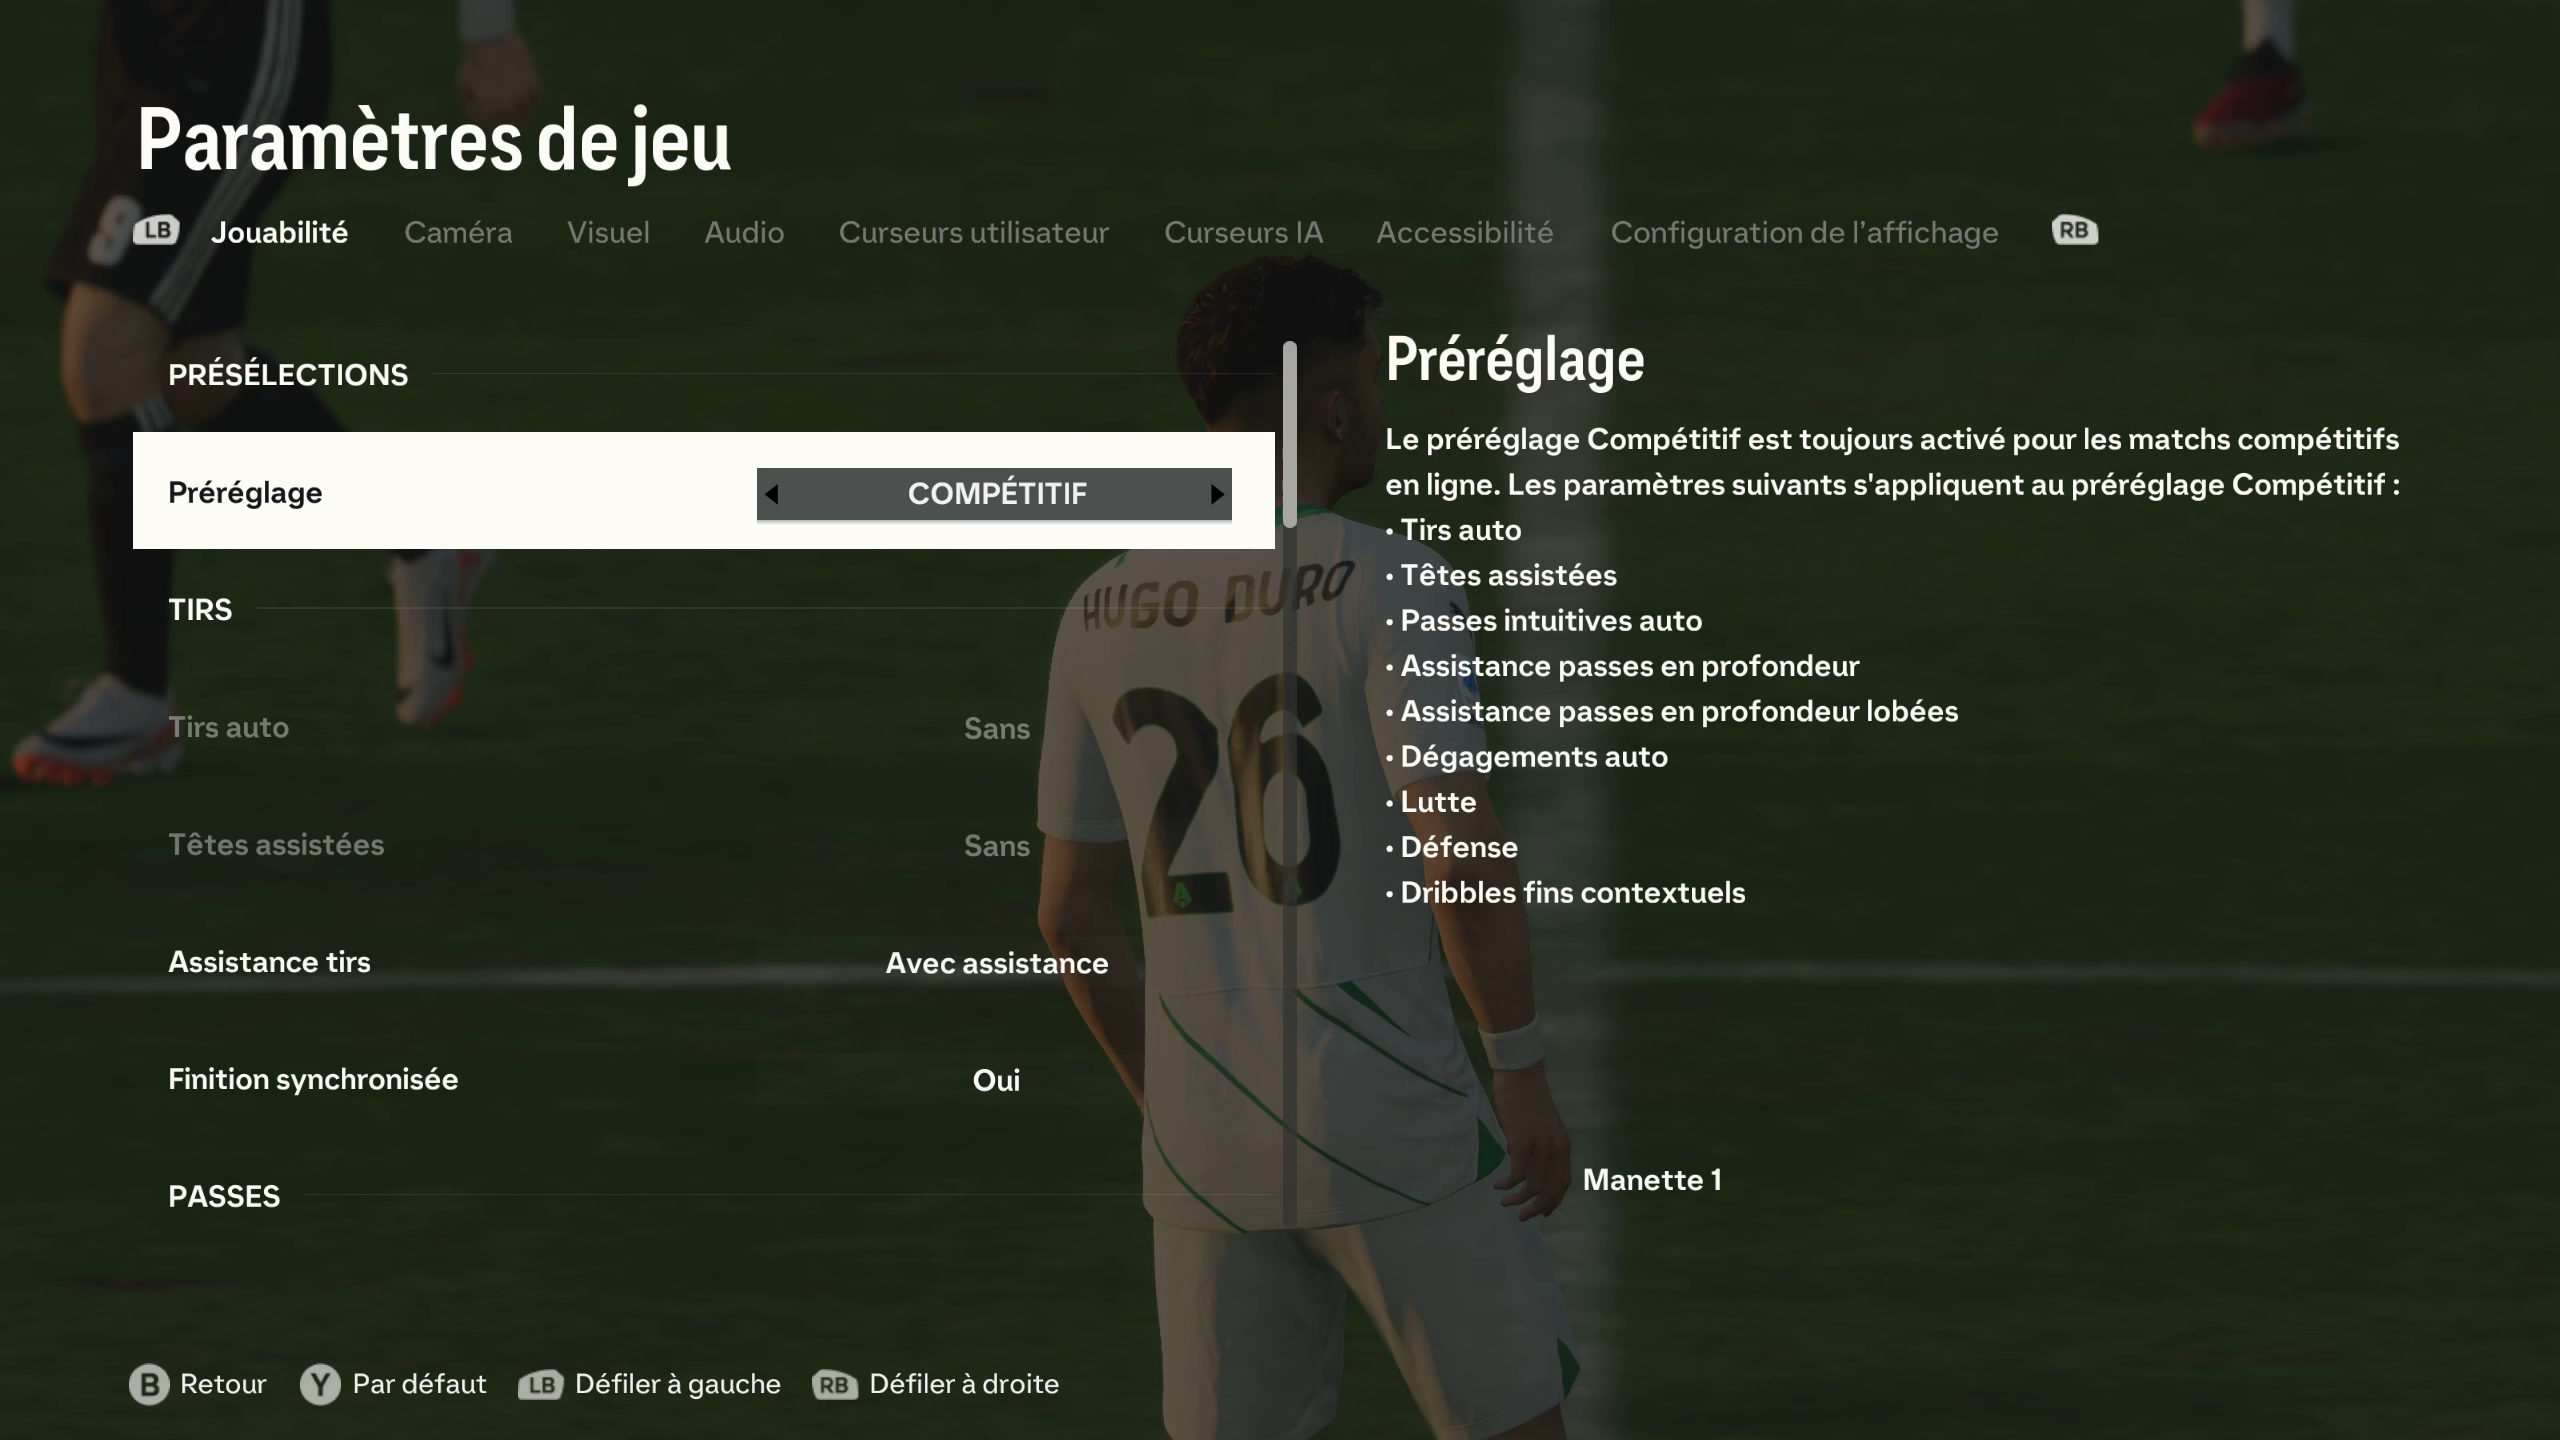 Paramètres de jeu
LB Jouabilité Caméra Visuel Audio Curseurs utilisateur Curseurs IA Accessibilité Configuration de l’affichage RB
PRÉSÉLECTIONS
Préréglage COMPÉTITIF
TIRS
Tirs auto Sans
Têtes assistées Sans
Assistance tirs Avec assistance
Finition synchronisée Oui
PASSES
Préréglage
Le préréglage Compétitif est toujours activé pour les matchs compétitifs
en ligne. Les paramètres suivants s'appliquent au préréglage Compétitif :
• Tirs auto
• Têtes assistées
• Passes intuitives auto
• Assistance passes en profondeur
• Assistance passes en profondeur lobées
• Dégagements auto
• Lutte
• Défense
• Dribbles fins contextuels
Manette 1
HUGO DURO
26
8
B Retour Y Par défaut LB Défiler à gauche RB Défiler à droite